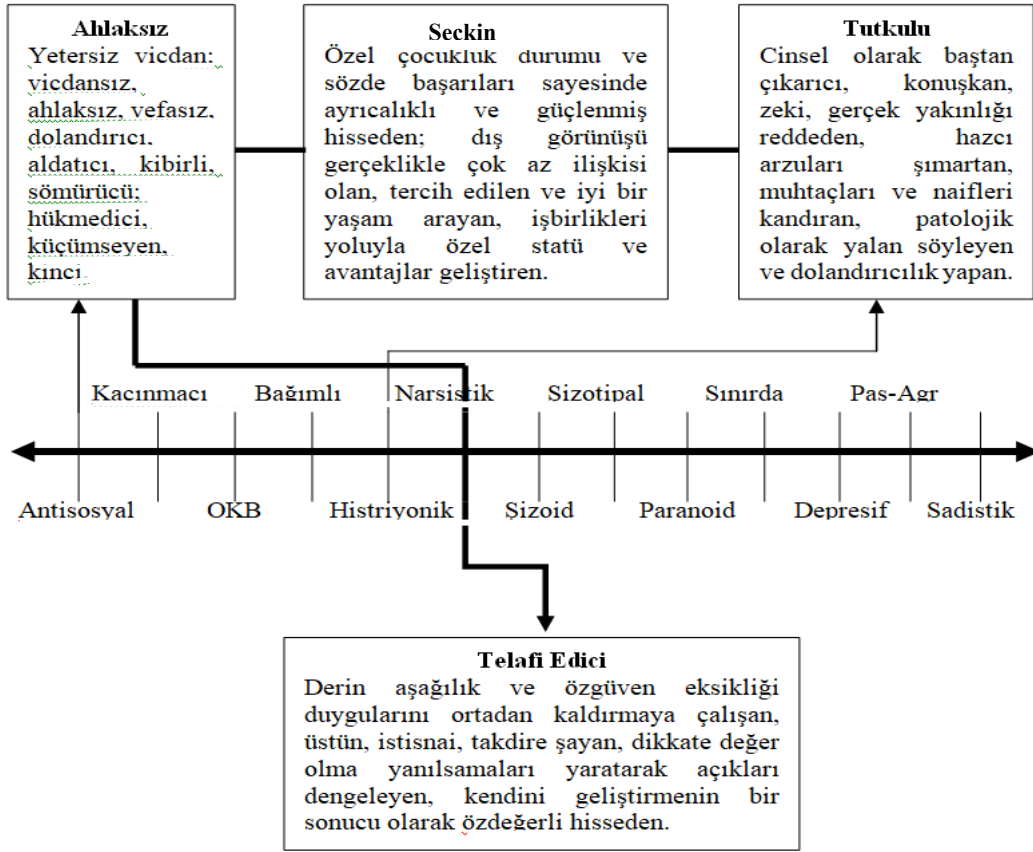 Ahlaksız
Yetersiz vicdan;
vicdansız,
ahlaksız, vefasız,
dolandırıcı,
aldatıcı, kibirli,
sömürücü;
hükmedici,
küçümseyen,
kinci.
Seckin
Özel çocukluk durumu ve
sözde başarıları sayesinde
ayrıcalıklı ve güçlenmiş
hisseden; dış görünüşü
gerçeklikle çok az ilişkisi
olan, tercih edilen ve iyi bir
yaşam arayan, işbirlikleri
yoluyla özel statü ve
avantajlar geliştiren.
Tutkulu
Cinsel olarak baştan
çıkarıcı, konuşkan,
zeki, gerçek yakınlığı
reddeden, hazcı
arzuları şımartan,
muhtaçları ve naifleri
kandıran, patolojik
olarak yalan söyleyen
ve dolandırıcılık yapan.
Kacınmacı Bağımlı Narsistik Sizotipal Sınırda Pas-Agr
Antisosyal OKB Histriyonik Sizoid Paranoid Depresif Sadistik
Telafi Edici
Derin aşağılık ve özgüven eksikliği
duygularını ortadan kaldırmaya çalışan,
üstün, istisnai, takdire şayan, dikkate değer
olma yanılsamaları yaratarak açıkları
dengeleyen, kendini geliştirmenin bir
sonucu olarak özdeğerli hisseden.